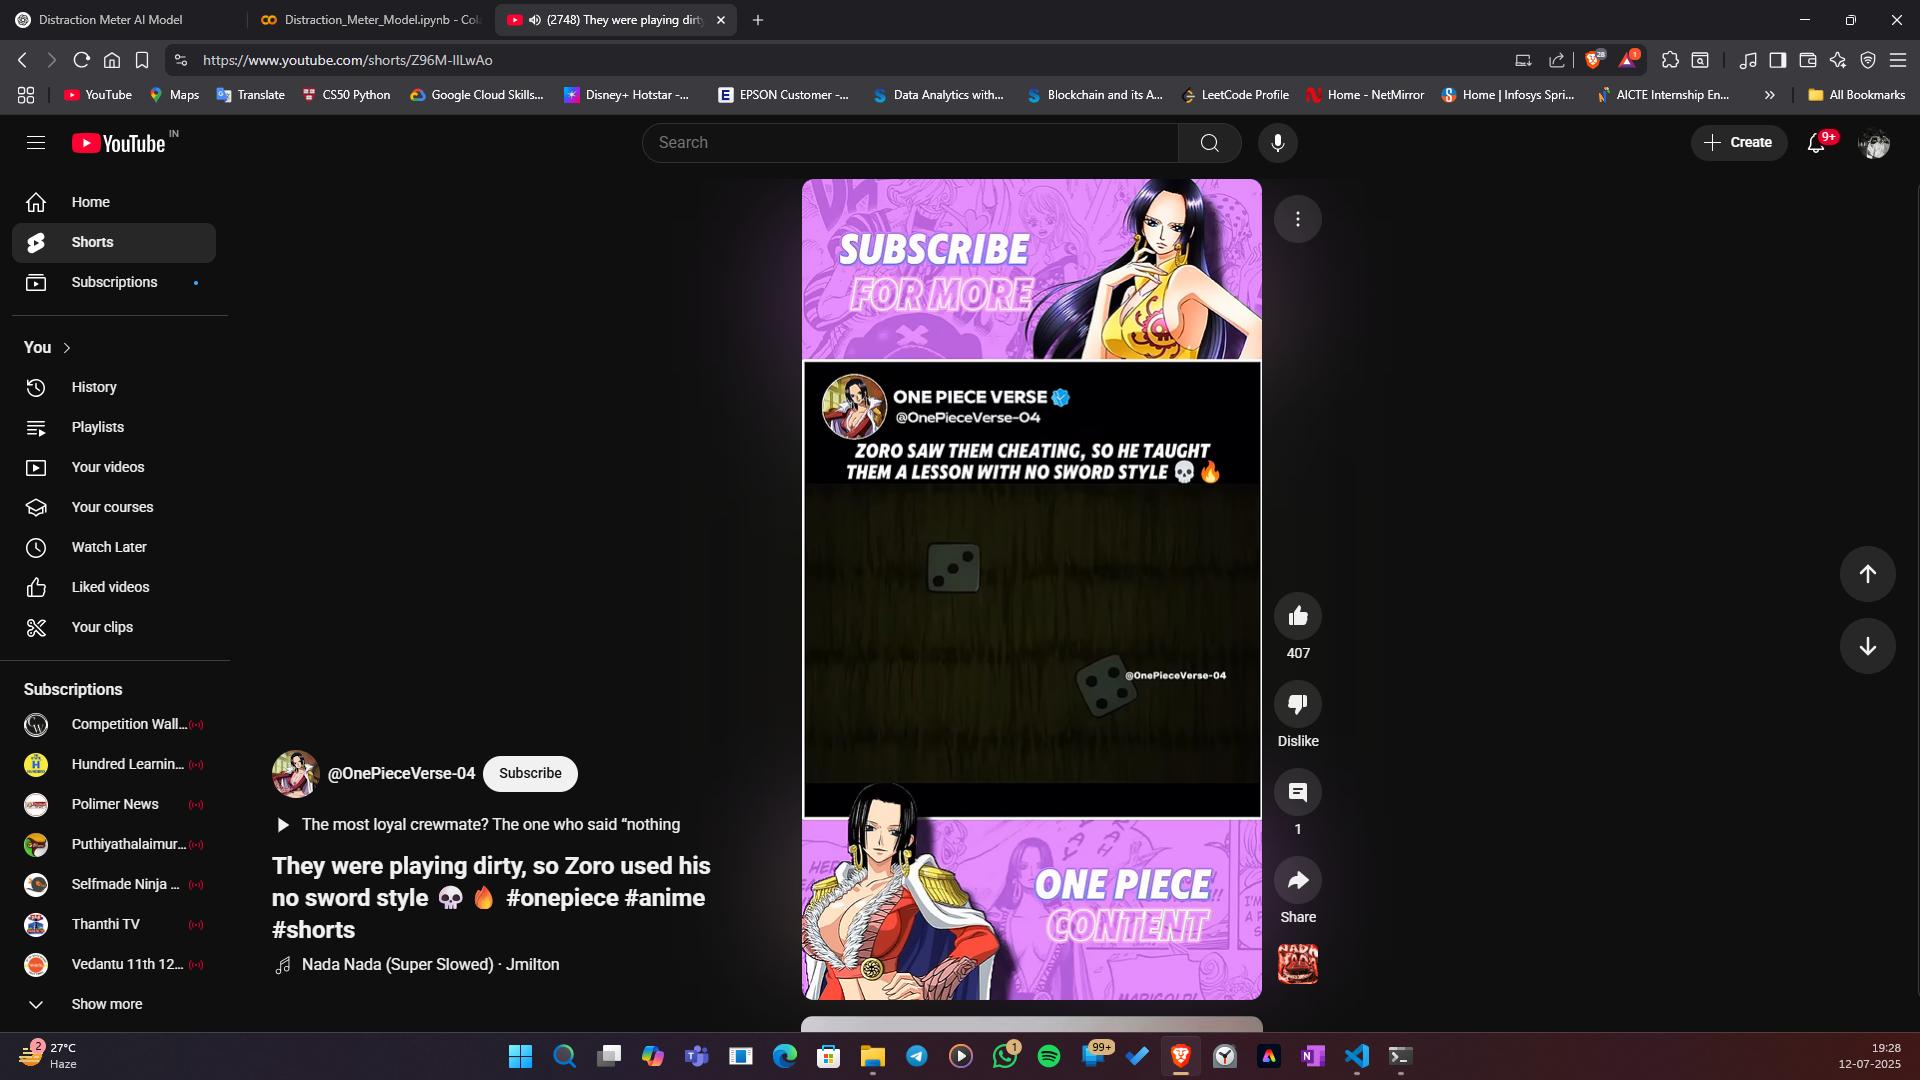 Distraction Meter AI Model
Distraction_Meter_Model.ipynb - Col
(2748) They were playing dirty
https://www.youtube.com/shorts/Z96M-IlLwAo
28
1
YouTube
Maps
Translate
CS50 Python
Google Cloud Skills...
Disney+ Hotstar -...
EPSON Customer -...
Data Analytics with...
Blockchain and its A...
LeetCode Profile
Home - NetMirror
Home | Infosys Spri...
AICTE Internship En...
All Bookmarks
YouTube IN
Search
Create
9+
Home
Shorts
Subscriptions
You
History
Playlists
Your videos
Your courses
Watch Later
Liked videos
Your clips
Subscriptions
Competition Wall...
Hundred Learnin...
Polimer News
Puthiyathalaimur...
Selfmade Ninja ...
Thanthi TV
Vedantu 11th 12...
Show more
SUBSCRIBE
FOR MORE
ONE PIECE VERSE
@OnePieceVerse-04
ZORO SAW THEM CHEATING, SO HE TAUGHT
THEM A LESSON WITH NO SWORD STYLE 💀🔥
@OnePieceVerse-04
ONE PIECE
CONTENT
@OnePieceVerse-04
Subscribe
The most loyal crewmate? The one who said “nothing
They were playing dirty, so Zoro used his
no sword style 💀 🔥 #onepiece #anime
#shorts
Nada Nada (Super Slowed) · Jmilton
407
Dislike
1
Share
2
27°C
Haze
1
99+
19:28
12-07-2025